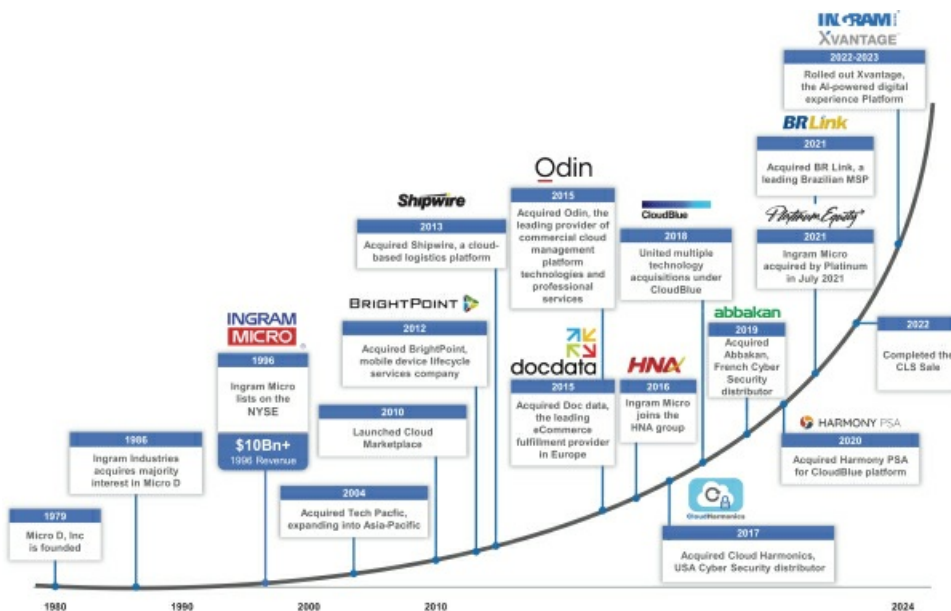 INGRAM
XVANTAGE
2022-2023
Rolled out Xvantage,
the AI-powered digital
experience Platform
BRLink
2021
Acquired BR Link, a
leading Brazilian MSP
Platinum Equity
2021
Ingram Micro
acquired by Platinum
in July 2021
Odin
2015
Acquired Odin, the
leading provider of
commercial cloud
management
platform
technologies and
professional
services
CloudBlue
2018
United multiple
technology
acquisitions under
CloudBlue
Shipwire
2013
Acquired Shipwire, a cloud-
based logistics platform
BRIGHTPOINT
2012
Acquired BrightPoint,
mobile device lifecycle
services company
INGRAM
MICRO
®
1996
Ingram Micro
lists on the
NYSE
$10Bn+
1996 Revenue
docdata
2015
Acquired Doc data,
the leading
eCommerce
fulfillment provider
in Europe
HNA
2016
Ingram Micro
joins the
HNA group
abbakan
2019
Acquired
Abbakan,
French Cyber
Security
distributor
2022
Completed the
CLS Sale
HARMONY PSA
2020
Acquired Harmony PSA
for CloudBlue platform
2010
Launched Cloud
Marketplace
1986
Ingram Industries
acquires majority
interest in Micro D
2004
Acquired Tech Pacfic,
expanding into Asia-Pacific
1979
Micro D, Inc
is founded
CloudHarmonics
2017
Acquired Cloud Harmonics,
USA Cyber Security distributor
1980
1990
2000
2010
2024